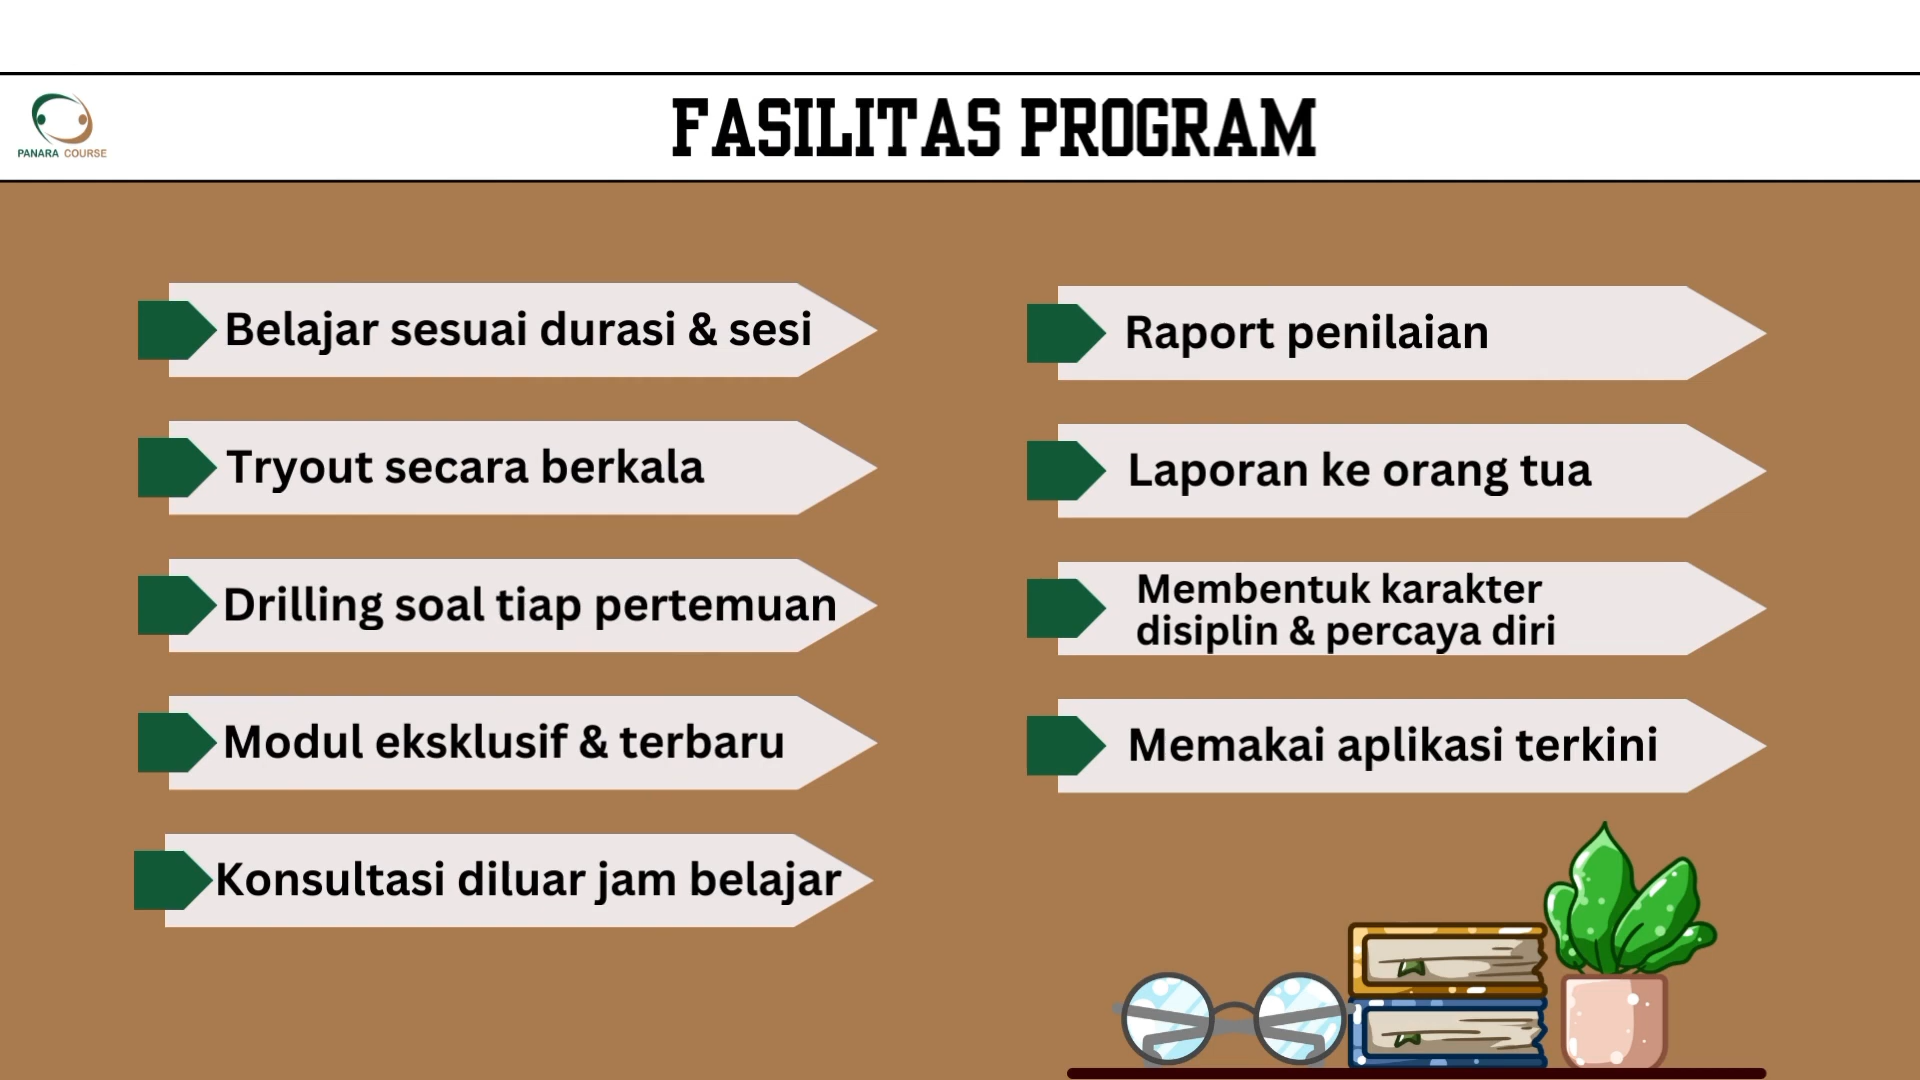 PANARA COURSE
FASILITAS PROGRAM
Belajar sesuai durasi & sesi
Tryout secara berkala
Drilling soal tiap pertemuan
Modul eksklusif & terbaru
Konsultasi diluar jam belajar
Raport penilaian
Laporan ke orang tua
Membentuk karakter
disiplin & percaya diri
Memakai aplikasi terkini